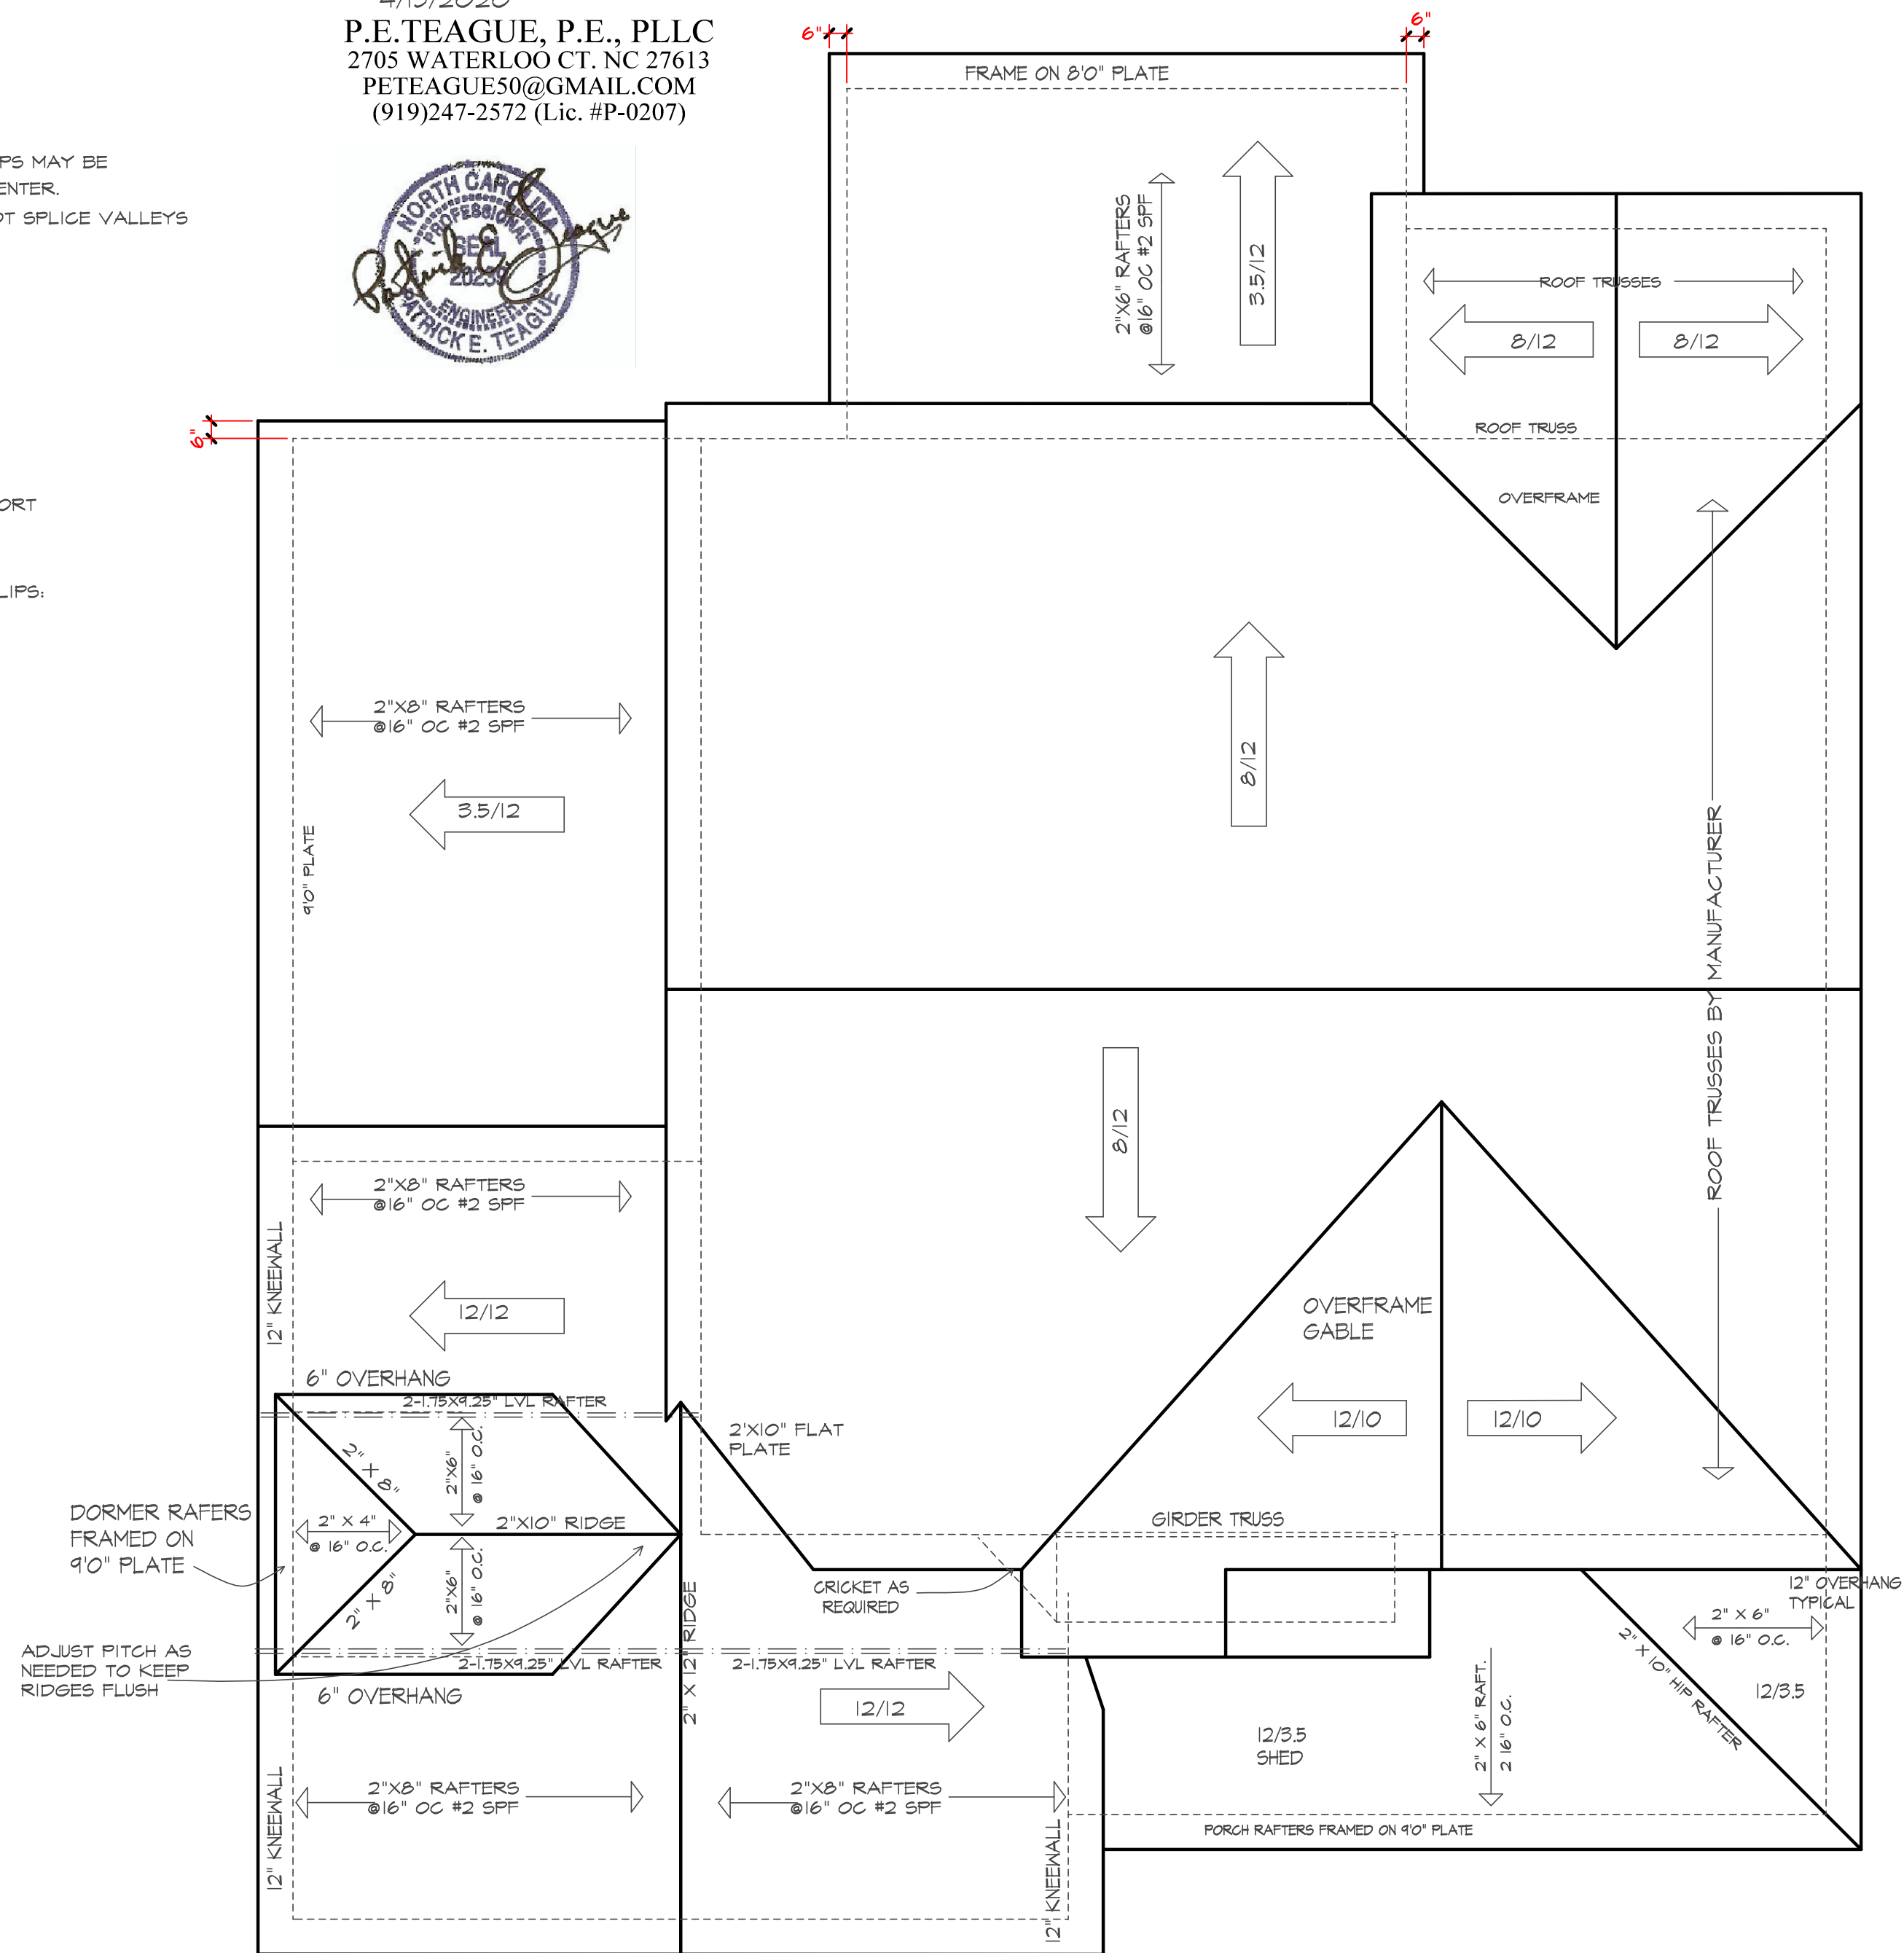 4/15/2020
P.E.TEAGUE, P.E., PLLC
2705 WATERLOO CT. NC 27613
PETEAGUE50@GMAIL.COM
(919)247-2572 (Lic. #P-0207)
NORTH CAROLINA
PROFESSIONAL
SEAL
20239
ENGINEER
PATRICK E. TEAGUE
Patrick E. Teague
PS MAY BE
ENTER.
OT SPLICE VALLEYS
ORT
LIPS:
6"
6"
FRAME ON 8'0" PLATE
2"X6" RAFTERS
@16" OC #2 SPF
3.5/12
ROOF TRUSSES
8/12
8/12
ROOF TRUSS
OVERFRAME
6"
2"X8" RAFTERS
@16" OC #2 SPF
3.5/12
9'0" PLATE
8/12
ROOF TRUSSES BY MANUFACTURER
8/12
2"X8" RAFTERS
@16" OC #2 SPF
12" KNEEWALL
12/12
OVERFRAME
GABLE
12/10
12/10
6" OVERHANG
2-1.75X9.25" LVL RAFTER
2'X10" FLAT
PLATE
2" X 8"
2"X6"
@ 16" O.C.
DORMER RAFERS
FRAMED ON
9'0" PLATE
2" X 4"
@ 16" O.C.
2"X10" RIDGE
2" X 8"
2"X6"
@ 16" O.C.
GIRDER TRUSS
CRICKET AS
REQUIRED
12" OVERHANG
TYPICAL
2" X 6"
@ 16" O.C.
12/3.5
2" X 10" HIP RAFTER
ADJUST PITCH AS
NEEDED TO KEEP
RIDGES FLUSH
2-1.75X9.25" LVL RAFTER
2" X 12" RIDGE
2-1.75X9.25" LVL RAFTER
6" OVERHANG
12/12
12/3.5
SHED
2" X 6" RAFT.
2 16" O.C.
12" KNEEWALL
2"X8" RAFTERS
@16" OC #2 SPF
2"X8" RAFTERS
@16" OC #2 SPF
12" KNEEWALL
PORCH RAFTERS FRAMED ON 9'0" PLATE